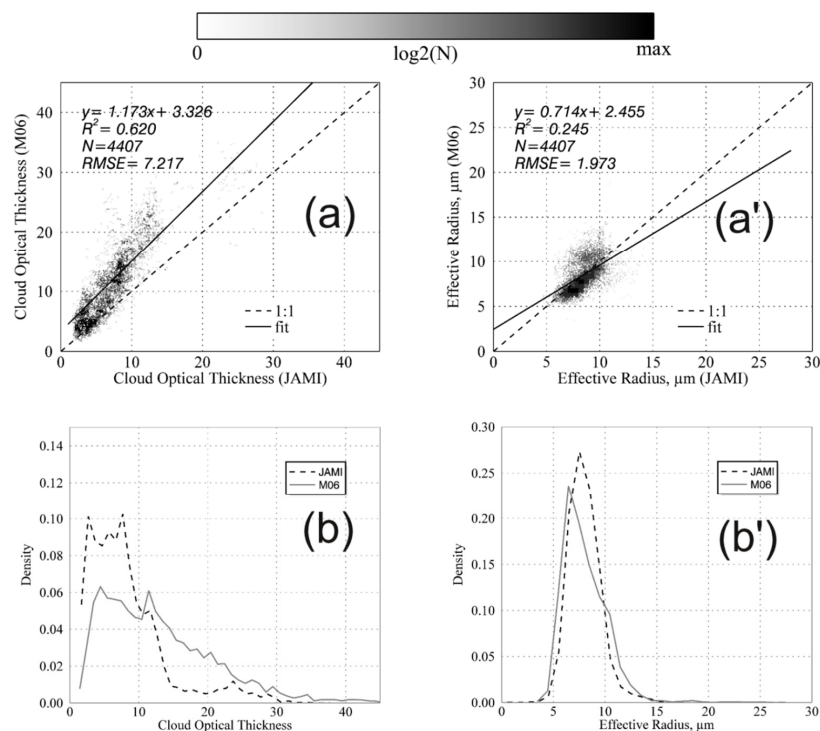 0 log2(N) max
y= 1.173x+ 3.326
R² = 0.620
N=4407
RMSE= 7.217
(a)
1:1
fit
40
30
20
10
0
0 10 20 30 40
Cloud Optical Thickness (M06)
Cloud Optical Thickness (JAMI)
y= 0.714x+ 2.455
R² = 0.245
N=4407
RMSE= 1.973
(a')
1:1
fit
30
25
20
15
10
5
0
0 5 10 15 20 25 30
Effective Radius, µm (M06)
Effective Radius, µm (JAMI)
JAMI
M06
(b)
0.14
0.12
0.10
0.08
0.06
0.04
0.02
0.00
0 10 20 30 40
Density
Cloud Optical Thickness
JAMI
M06
(b')
0.30
0.25
0.20
0.15
0.10
0.05
0.00
0 5 10 15 20 25 30
Density
Effective Radius, µm